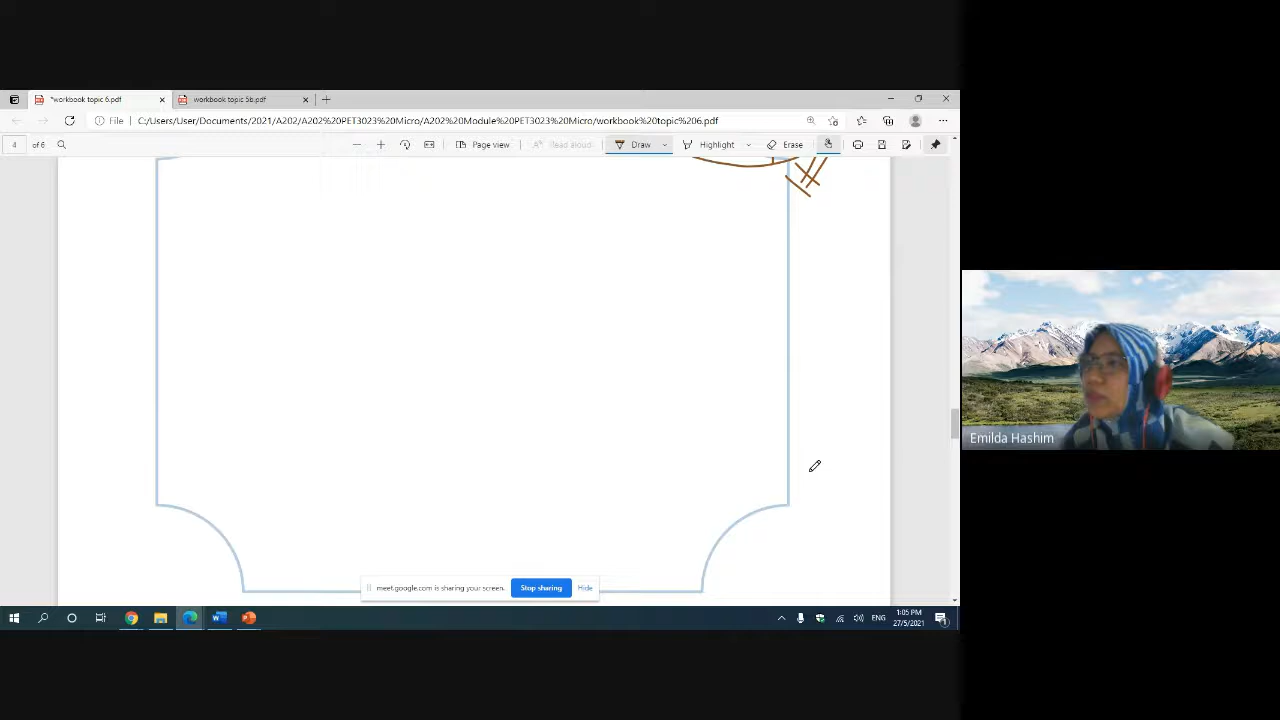 *workbook topic 6.pdf
workbook topic 5b.pdf
File
C:/Users/User/Documents/2021/A202/A202%20PET3023%20Micro/A202%20Module%20PET3023%20Micro/workbook%20topic%206.pdf
4 of 6
Page view
Read aloud
Draw
Highlight
Erase
Emilda Hashim
meet.google.com is sharing your screen.
Stop sharing
Hide
ENG
1:05 PM
27/5/2021